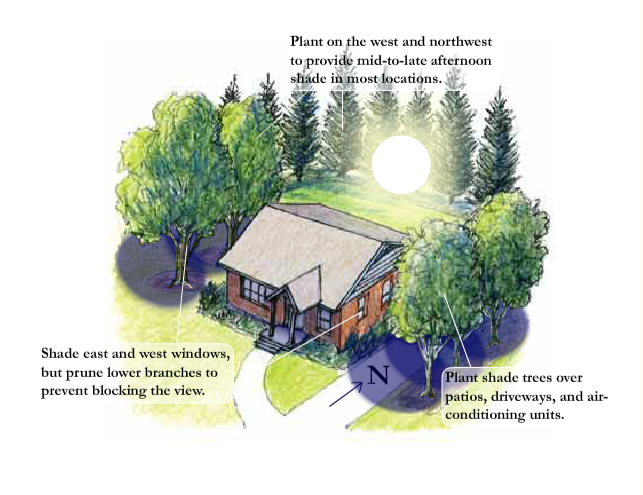 Plant on the west and northwest
to provide mid-to-late afternoon
shade in most locations.
Shade east and west windows,
but prune lower branches to
prevent blocking the view.
N
Plant shade trees over
patios, driveways, and air-
conditioning units.